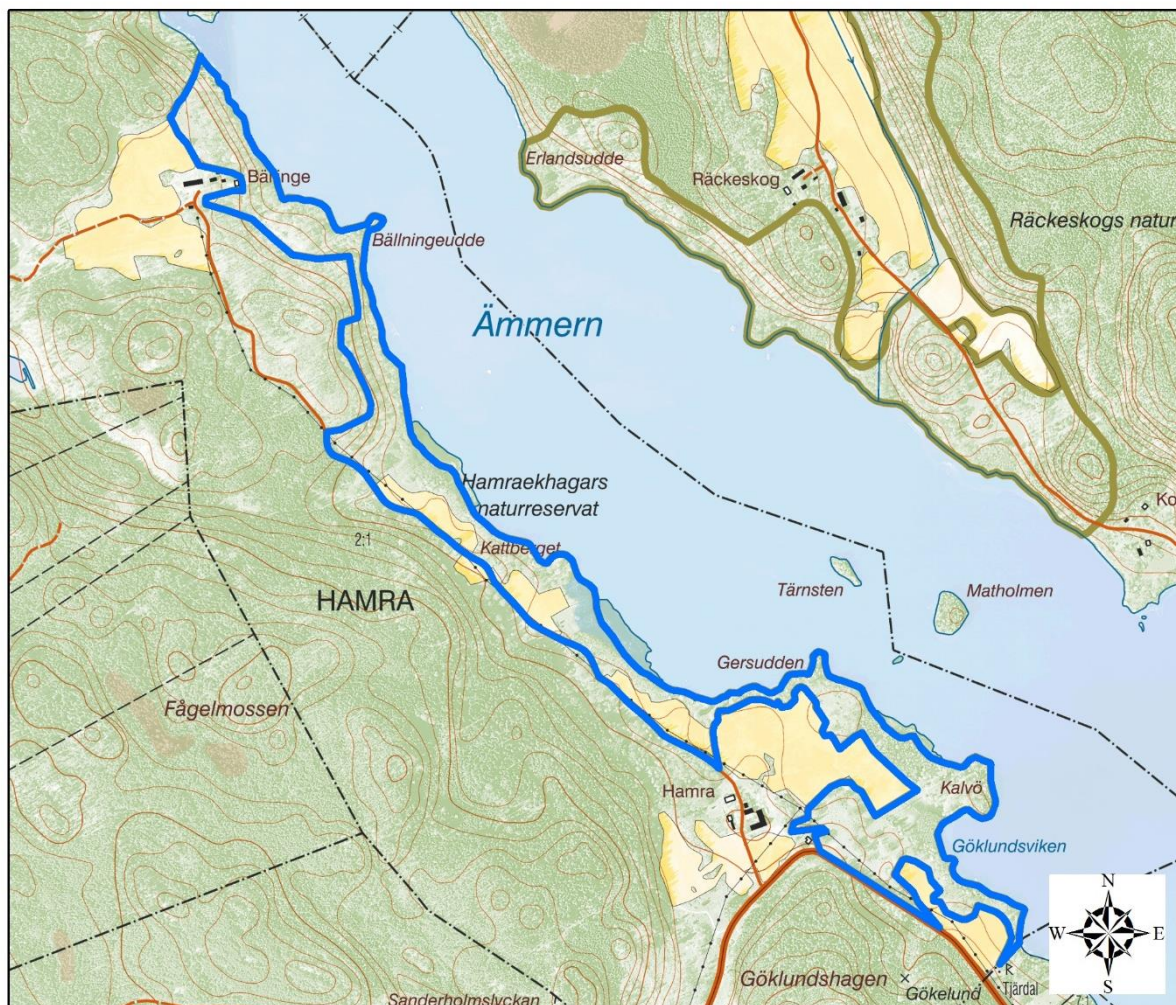 Erlandsudde
Räckeskog
Bällinge
Räckeskogs natur
Bällningeudde
Ämmern
Hamraekhagars
naturreservat
Ko
2:1
Kattberget
Tärnsten
Matholmen
HAMRA
Gersudden
Fågelmossen
Hamra
Kalvö
Göklundsviken
N
W
E
S
Göklundshagen
Gökelund
Tjärdal
Sanderholmslyckan